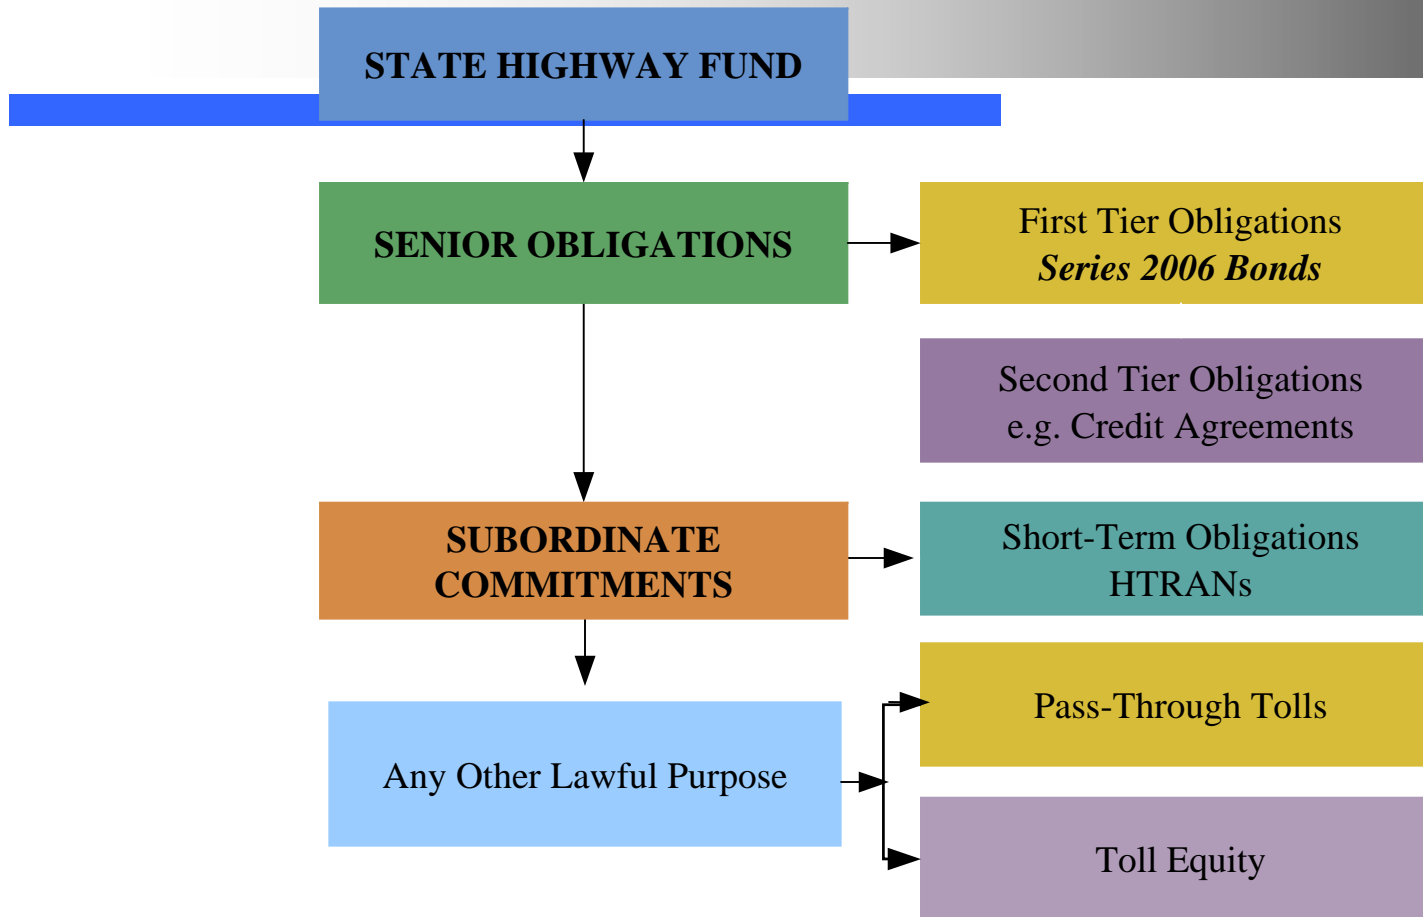 STATE HIGHWAY FUND
SENIOR OBLIGATIONS
First Tier Obligations
Series 2006 Bonds
Second Tier Obligations
e.g. Credit Agreements
SUBORDINATE
COMMITMENTS
Short-Term Obligations
HTRANs
Any Other Lawful Purpose
Pass-Through Tolls
Toll Equity